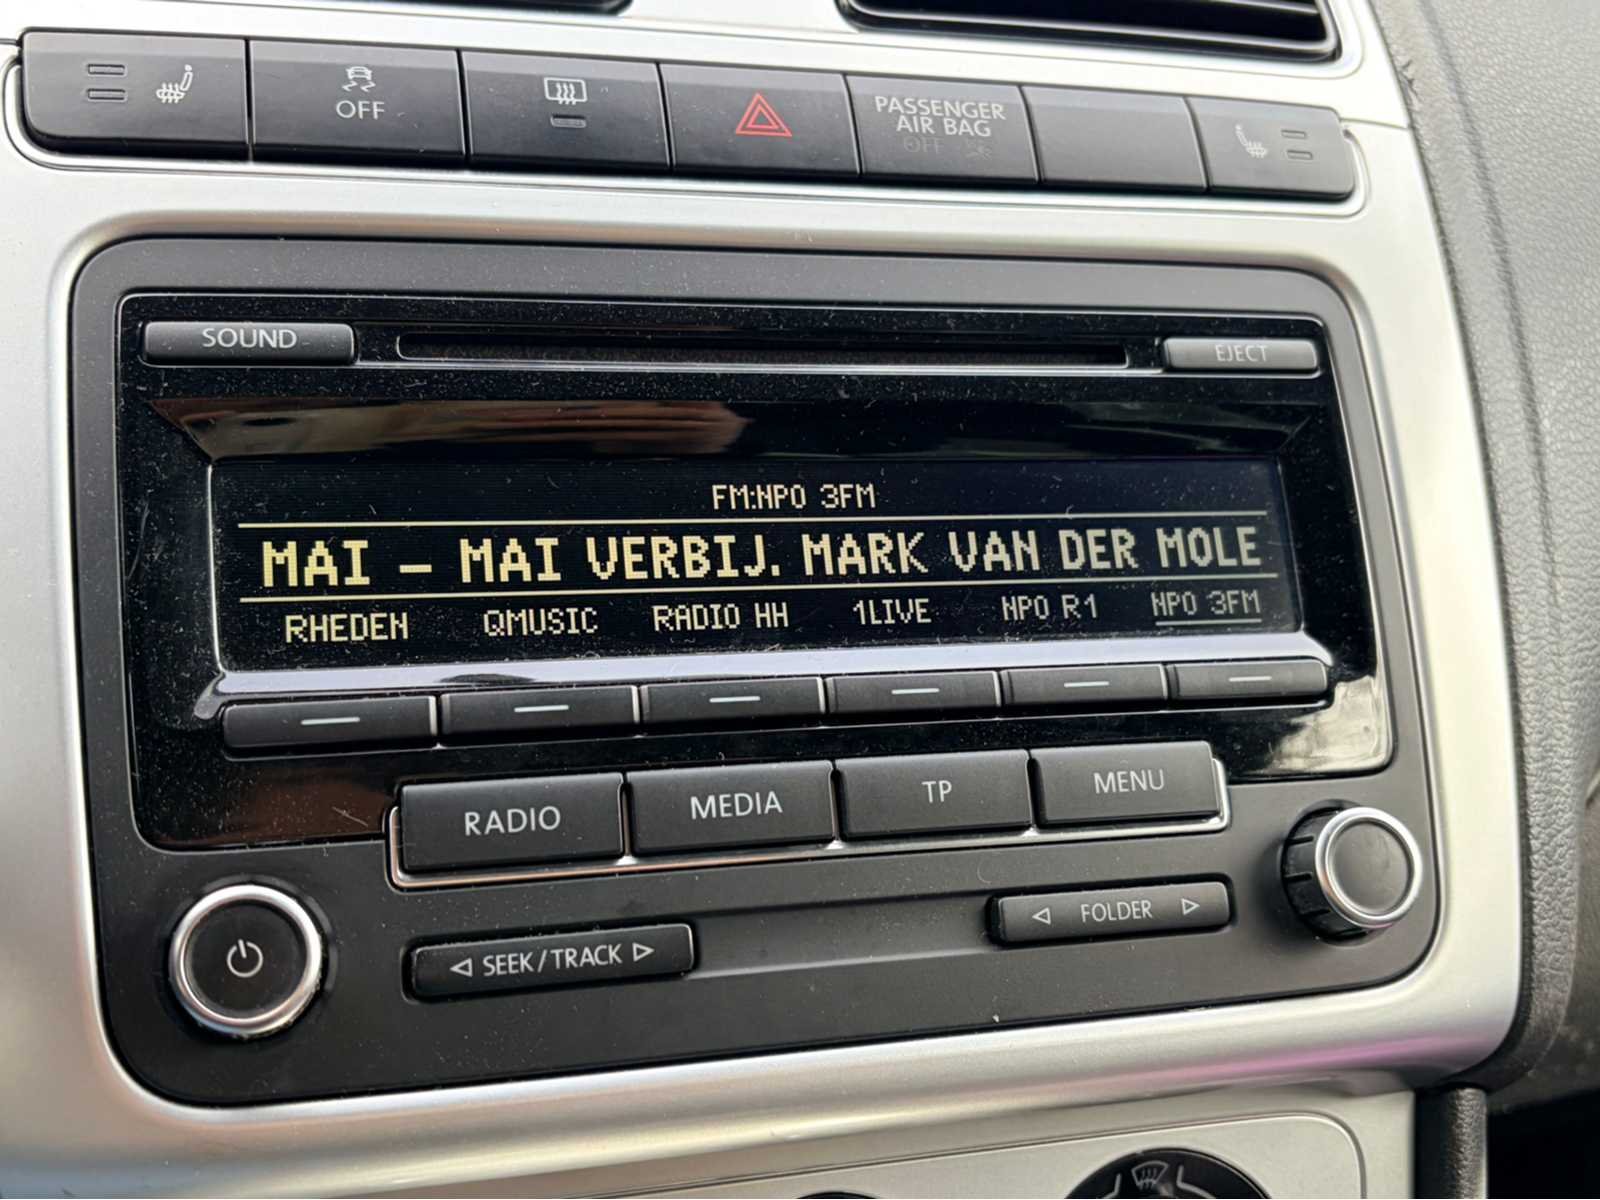 OFF
PASSENGER
AIR BAG
OFF
SOUND
EJECT
FM:NPO 3FM
MAI - MAI VERBIJ. MARK VAN DER MOLE
RHEDEN QMUSIC RADIO HH 1LIVE NPO R1 NPO 3FM
RADIO MEDIA TP MENU
◁ SEEK/TRACK ▷
◁ FOLDER ▷